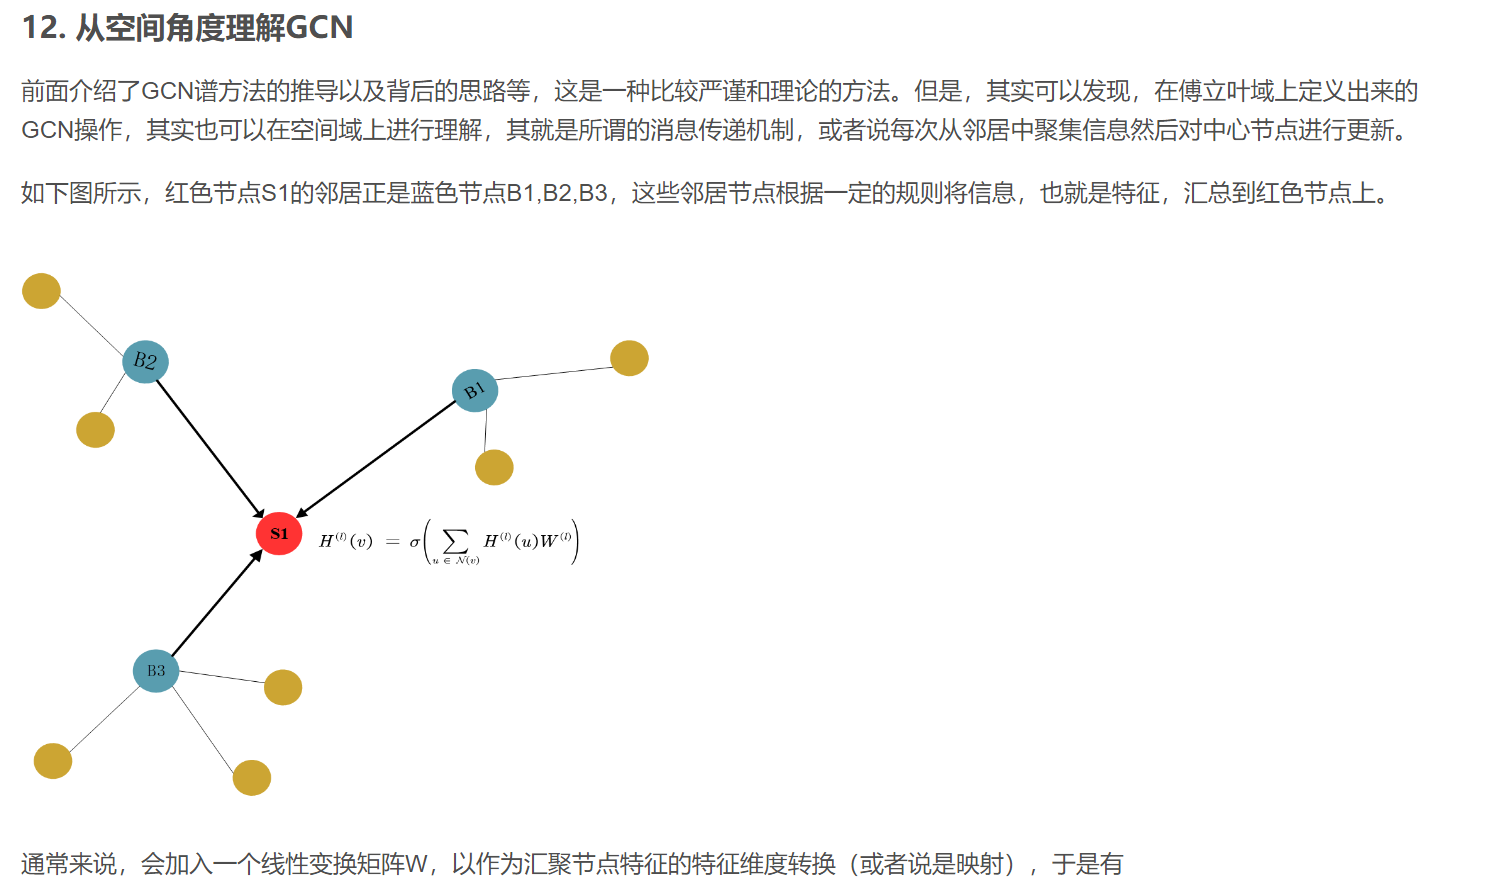 12. 从空间角度理解GCN
前面介绍了GCN谱方法的推导以及背后的思路等，这是一种比较严谨和理论的方法。但是，其实可以发现，在傅立叶域上定义出来的
GCN操作，其实也可以在空间域上进行理解，其就是所谓的消息传递机制，或者说每次从邻居中聚集信息然后对中心节点进行更新。
如下图所示，红色节点S1的邻居正是蓝色节点B1,B2,B3，这些邻居节点根据一定的规则将信息，也就是特征，汇总到红色节点上。
B2
B1
S1
H^{(l)}(v) = σ(∑_{u ∈ 𝒩(v)} H^{(l)}(u)W^{(l)})
B3
通常来说，会加入一个线性变换矩阵W，以作为汇聚节点特征的特征维度转换（或者说是映射），于是有